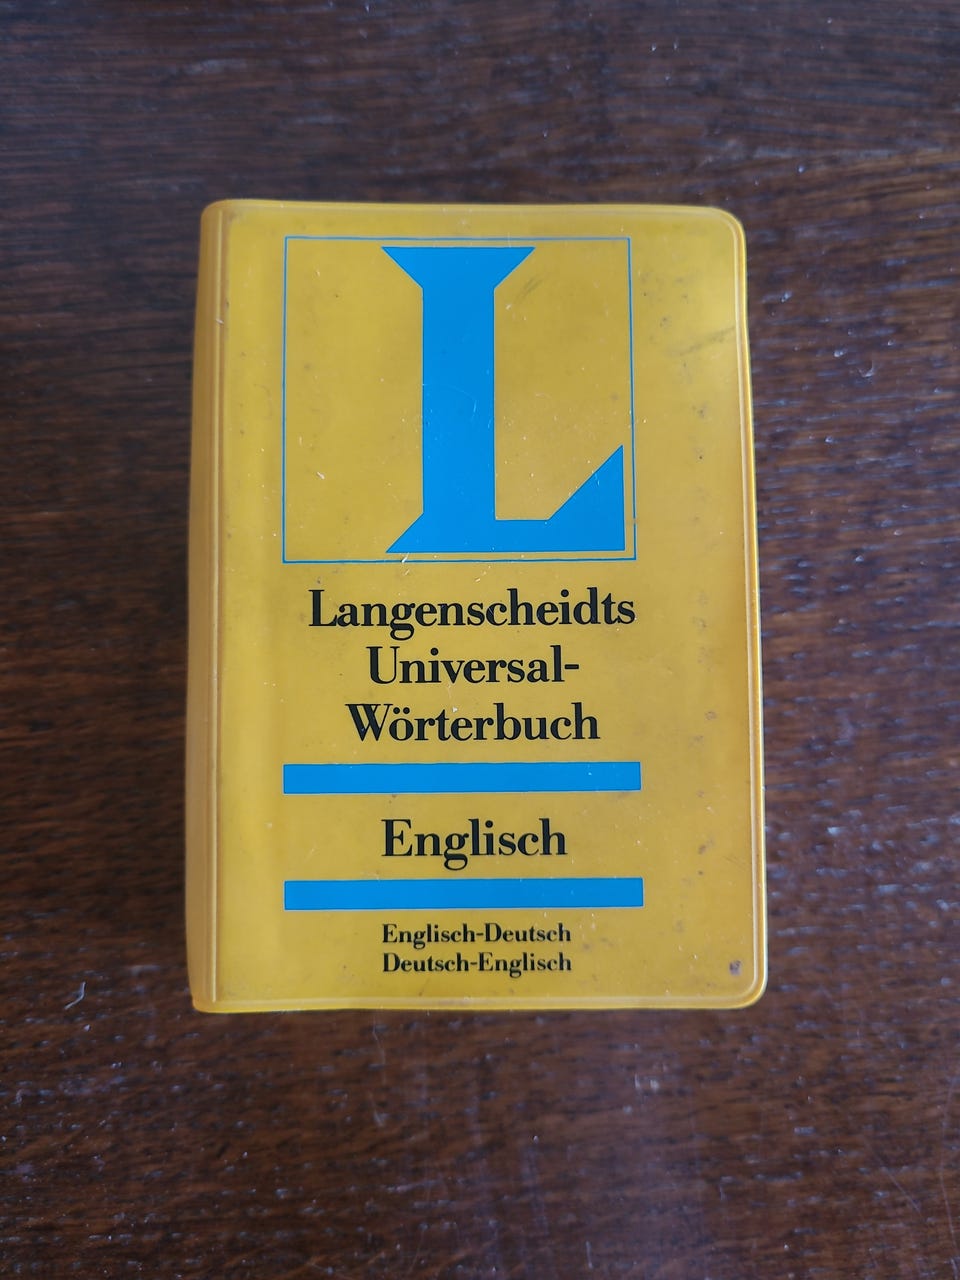 L
Langenscheidts
Universal-
Wörterbuch
Englisch
Englisch-Deutsch
Deutsch-Englisch